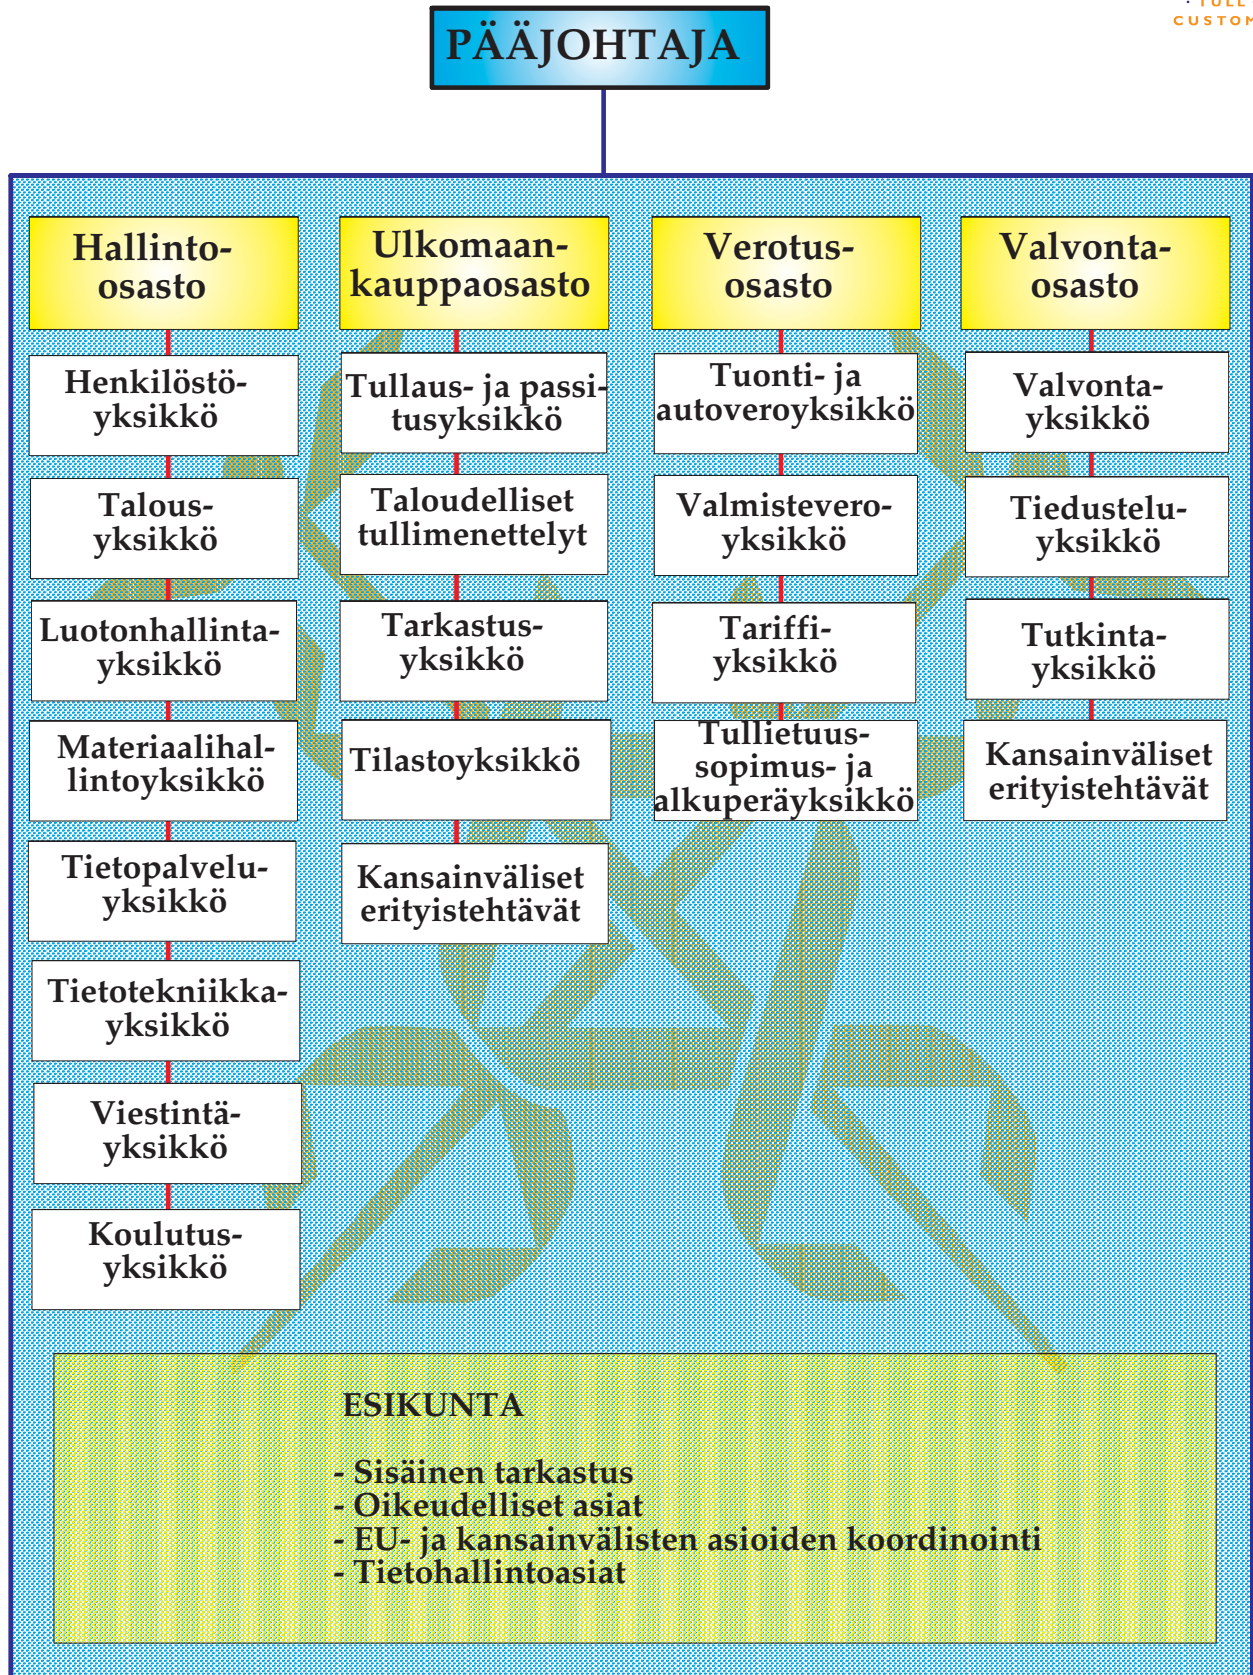 · TULL
CUSTOM
PÄÄJOHTAJA
Hallinto-
osasto
Henkilöstö-
yksikkö
Talous-
yksikkö
Luotonhallinta-
yksikkö
Materiaalihal-
lintoyksikkö
Tietopalvelu-
yksikkö
Tietotekniikka-
yksikkö
Viestintä-
yksikkö
Koulutus-
yksikkö
Ulkomaan-
kauppaosasto
Tullaus- ja passi-
tusyksikkö
Taloudelliset
tullimenettelyt
Tarkastus-
yksikkö
Tilastoyksikkö
Kansainväliset
erityistehtävät
Verotus-
osasto
Tuonti- ja
autoveroyksikkö
Valmistevero-
yksikkö
Tariffi-
yksikkö
Tullietuus-
sopimus- ja
alkuperäyksikkö
Valvonta-
osasto
Valvonta-
yksikkö
Tiedustelu-
yksikkö
Tutkinta-
yksikkö
Kansainväliset
erityistehtävät
ESIKUNTA
- Sisäinen tarkastus
- Oikeudelliset asiat
- EU- ja kansainvälisten asioiden koordinointi
- Tietohallintoasiat